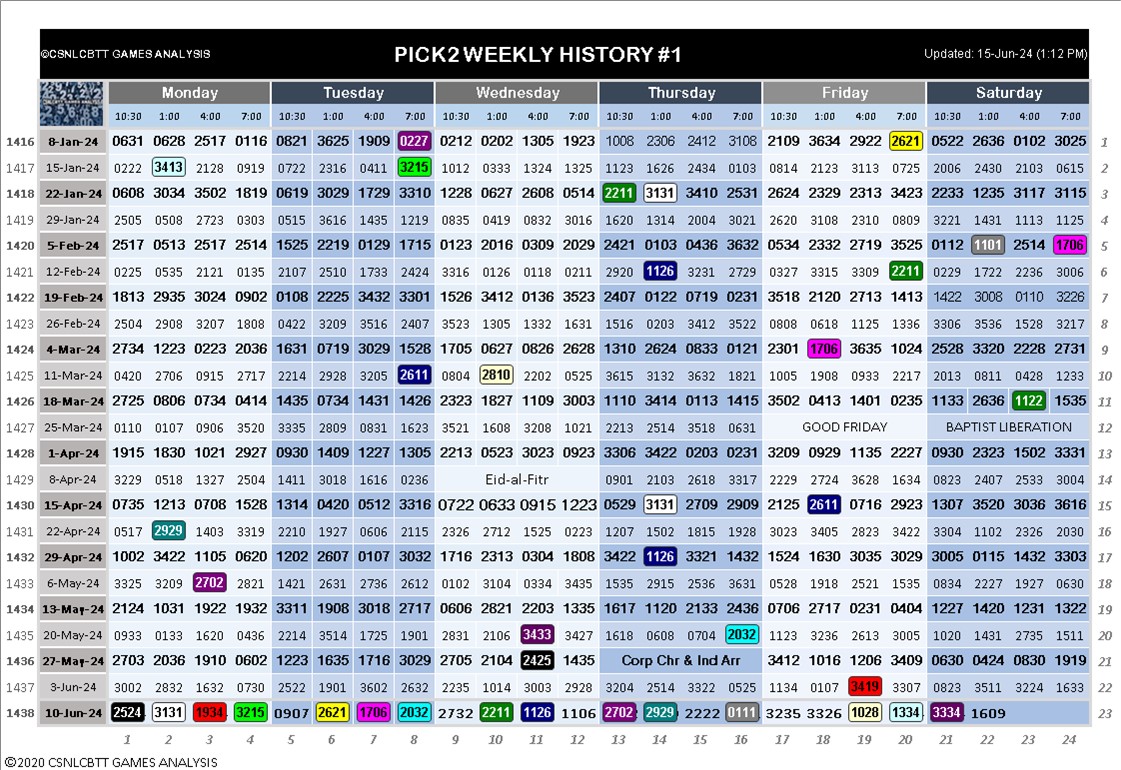 ©CSNLCBTT GAMES ANALYSIS PICK2 WEEKLY HISTORY #1 Updated: 15-Jun-24 (1:12 PM)
Monday Tuesday Wednesday Thursday Friday Saturday
10:30 1:00 4:00 7:00 10:30 1:00 4:00 7:00 10:30 1:00 4:00 7:00 10:30 1:00 4:00 7:00 10:30 1:00 4:00 7:00 10:30 1:00 4:00 7:00
1416 8-Jan-24 0631 0628 2517 0116 0821 3625 1909 0227 0212 0202 1305 1923 1008 2306 2412 3108 2109 3634 2922 2621 0522 2636 0102 3025 1
1417 15-Jan-24 0222 3413 2128 0919 0722 2316 0411 3215 1012 0333 1324 1325 1123 1626 2434 0103 0814 2123 3113 0725 2006 2430 2103 0615 2
1418 22-Jan-24 0608 3034 3502 1819 0619 3029 1729 3310 1228 0627 2608 0514 2211 3131 3410 2531 2624 2329 2313 3423 2233 1235 3117 3115 3
1419 29-Jan-24 2505 0508 2723 0303 0515 3616 1435 1219 0835 0419 0832 3016 1620 1314 2004 3021 2620 3108 2310 0809 3221 1431 1113 1125 4
1420 5-Feb-24 2517 0513 2517 2514 1525 2219 0129 1715 0123 2016 0309 2029 2421 0103 0436 3632 0534 2332 2719 3525 0112 1101 2514 1706 5
1421 12-Feb-24 0225 0535 2121 0135 2107 2510 1733 2424 3316 0126 0118 0211 2920 1126 3231 2729 0327 3315 3309 2211 0229 1722 2236 3006 6
1422 19-Feb-24 1813 2935 3024 0902 0108 2225 3432 3301 1526 3412 0136 3523 2407 0122 0719 0231 3518 2120 2713 1413 1422 3008 0110 3226 7
1423 26-Feb-24 2504 2908 3207 1808 0422 3209 3516 2407 3523 1305 1332 1631 1516 0203 3412 3522 0808 0618 1125 1336 3306 3536 1528 3217 8
1424 4-Mar-24 2734 1223 0223 2036 1631 0719 3029 1528 1705 0627 0826 2628 1310 2624 0833 0121 2301 1706 3635 1024 2528 3320 2228 2731 9
1425 11-Mar-24 0420 2706 0915 2717 2214 2928 3205 2611 0804 2810 2202 0525 3615 3132 3632 1821 1005 1908 2933 2217 2013 0811 0428 1233 10
1426 18-Mar-24 2725 0806 0734 0414 1435 0734 1431 1426 2323 1827 1109 3003 1110 3414 0113 1415 3502 0413 1401 0235 1133 2636 1122 1535 11
1427 25-Mar-24 0110 0107 0906 3520 3335 2809 0831 1623 3521 1608 3208 1021 2213 2514 3518 0631 GOOD FRIDAY BAPTIST LIBERATION 12
1428 1-Apr-24 1915 1830 1021 2927 0930 1409 1227 1305 2213 0523 3023 0923 3306 3422 0203 0231 3209 0929 1135 2227 0930 2323 1502 3331 13
1429 8-Apr-24 3229 0518 1327 2504 1411 3018 1616 0236 Eid-al-Fitr 0901 2103 2618 3317 2229 2724 3628 1634 0823 2407 2533 3004 14
1430 15-Apr-24 0735 1213 0708 1528 1314 0420 0512 3316 0722 0633 0915 1223 0529 3131 2709 2909 2125 2611 0716 2923 1307 3520 3036 3616 15
1431 22-Apr-24 0517 2929 1403 3319 2210 1927 0606 2115 2326 2712 1525 0223 1207 1502 1815 1928 3023 3405 2823 3422 3304 1102 2326 2030 16
1432 29-Apr-24 1002 3422 1105 0620 1202 2607 0107 3032 1716 2313 0304 1808 3422 1126 3321 1432 1524 1630 3035 3029 3005 0115 1432 3303 17
1433 6-May-24 3325 3209 2702 2821 1421 2631 2736 2612 0102 3104 0334 3435 1535 2915 2536 3631 0528 1918 2521 1535 0834 2227 1927 0630 18
1434 13-May-24 2124 1031 1922 1932 3311 1908 3018 2717 0606 2821 2203 1335 1617 1120 2133 2436 0706 2717 0231 0404 1227 1420 1231 1322 19
1435 20-May-24 0933 0133 1620 0436 2214 3514 1725 1901 2831 2106 3433 3427 1618 0608 0704 2032 1123 3236 2613 3005 1020 1431 2735 1511 20
1436 27-May-24 2703 2036 1910 0602 1223 1635 1716 3029 2705 2104 2425 1435 Corp Chr & Ind Arr 3412 1016 1206 3409 0630 0424 0830 1919 21
1437 3-Jun-24 3002 2832 1632 0730 2522 1901 3602 2632 2235 1014 3003 2928 3204 2514 3322 0525 1134 0107 3419 3307 0823 3511 3224 1633 22
1438 10-Jun-24 2524 3131 1934 3215 0907 2621 1706 2032 2732 2211 1126 1106 2702 2929 2222 0111 3235 3326 1028 1334 3334 1609 23
1 2 3 4 5 6 7 8 9 10 11 12 13 14 15 16 17 18 19 20 21 22 23 24
©2020 CSNLCBTT GAMES ANALYSIS